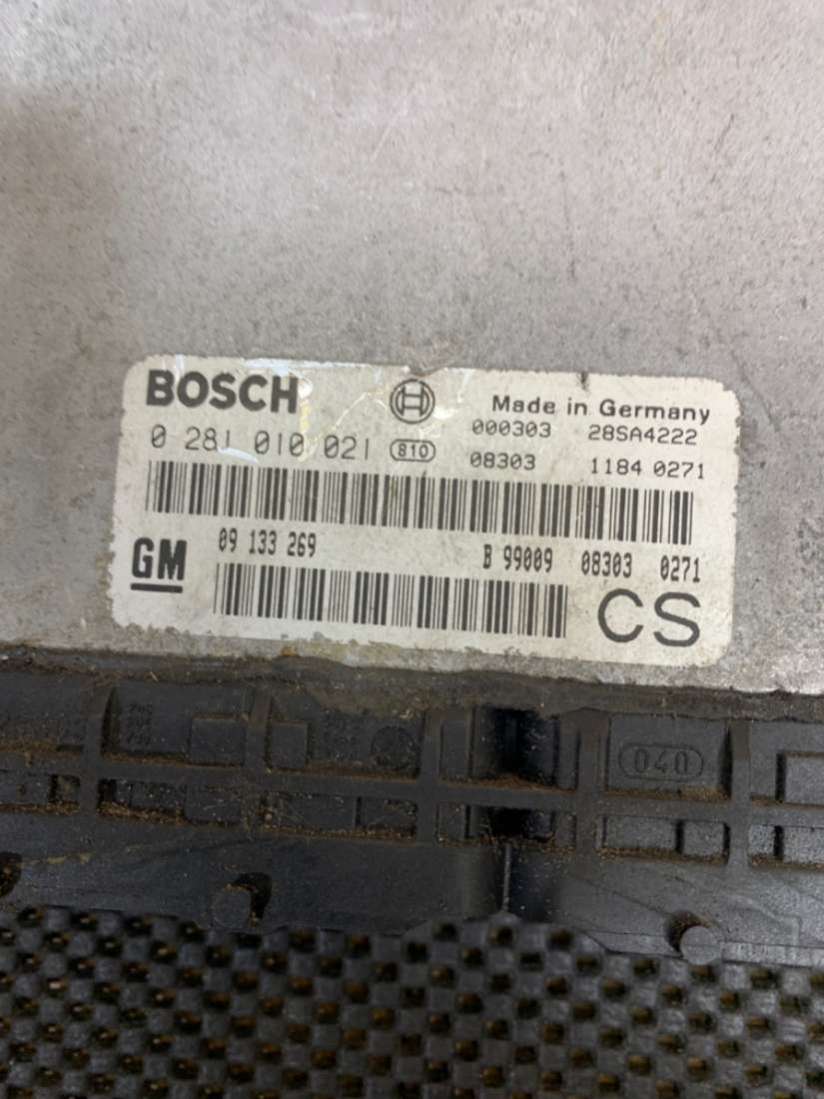 BOSCH
Made in Germany
0 281 010 021 810 000303 28SA4222
08303 1184 0271
GM 09 133 269 B 99009 08303 0271
CS
040